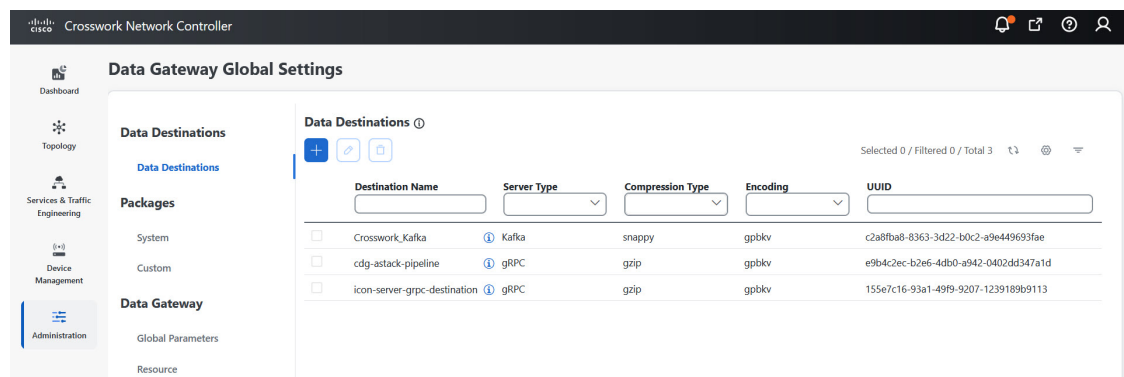 cisco Crosswork Network Controller
Dashboard
Topology
Services & Traffic
Engineering
Device
Management
Administration
Data Gateway Global Settings
Data Destinations
Data Destinations
Packages
System
Custom
Data Gateway
Global Parameters
Resource
Data Destinations
Selected 0 / Filtered 0 / Total 3
Destination Name Server Type Compression Type Encoding UUID
Crosswork_Kafka Kafka snappy gpbkv c2a8fba8-8363-3d22-b0c2-a9e449693fae
cdg-astack-pipeline gRPC gzip gpbkv e9b4c2ec-b2e6-4db0-a942-0402dd347a1d
icon-server-grpc-destination gRPC gzip gpbkv 155e7c16-93a1-49f9-9207-1239189b9113